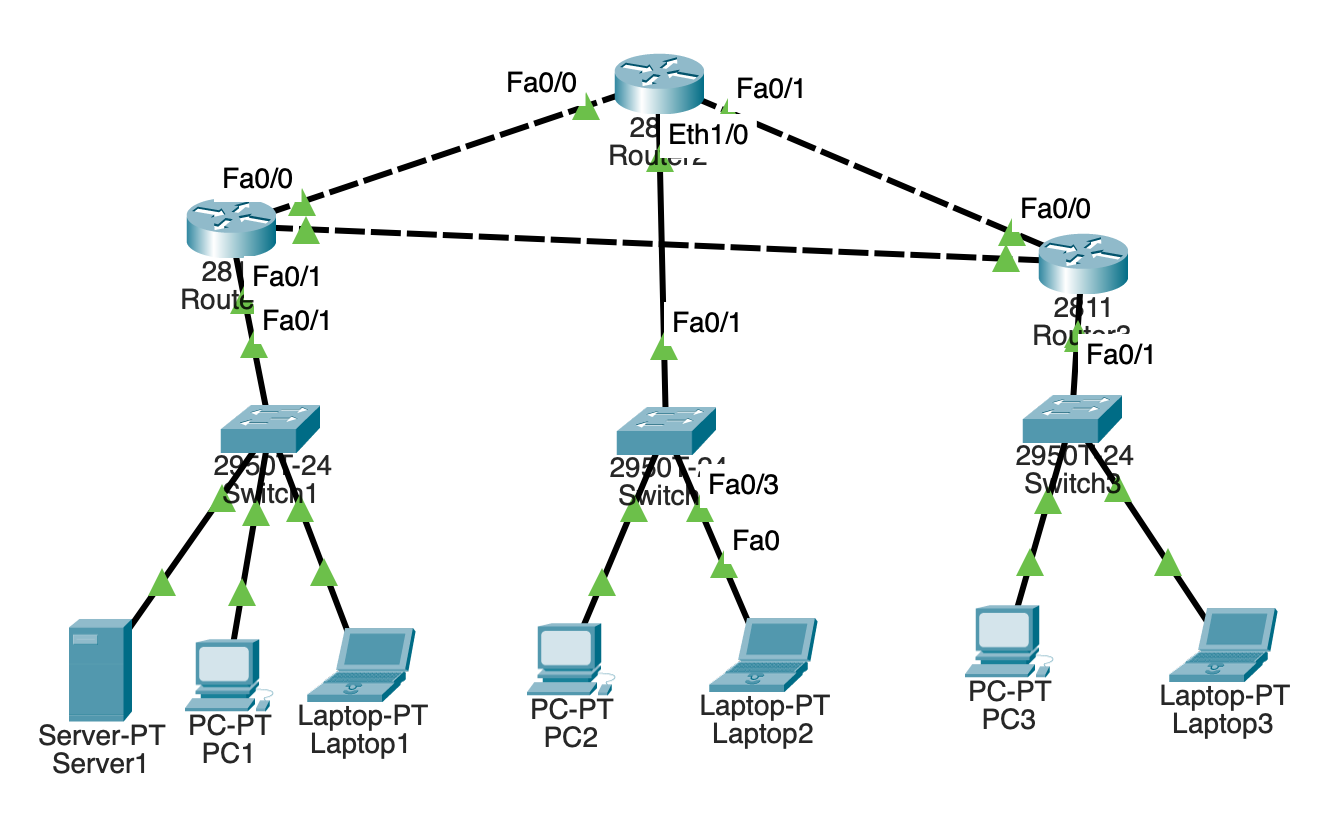 Fa0/0
Fa0/1
28
Eth1/0
Router2
Fa0/0
Fa0/0
28
Fa0/1
Route
Fa0/1
2811
Router3
Fa0/1
Fa0/1
2950T-24
Switch1
2950T-24
Switch
Fa0/3
2950T-24
Switch3
Fa0
Server-PT
Server1
PC-PT
PC1
Laptop-PT
Laptop1
PC-PT
PC2
Laptop-PT
Laptop2
PC-PT
PC3
Laptop-PT
Laptop3